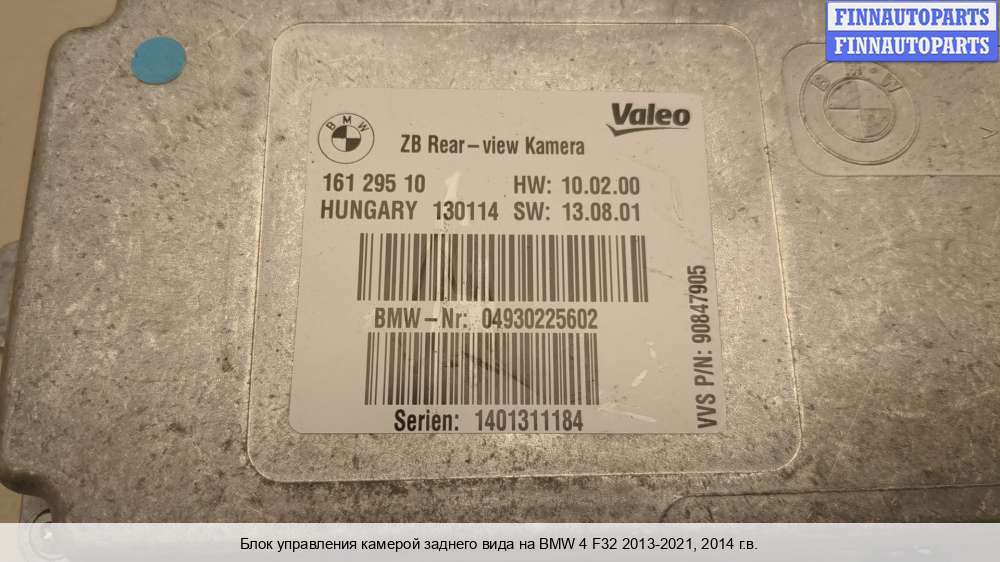 FINNAUTOPARTS
FINNAUTOPARTS
BMW
BMW
Valeo
ZB Rear-view Kamera
161 295 10 HW: 10.02.00
HUNGARY 130114 SW: 13.08.01
BMW-Nr: 04930225602
Serien: 1401311184
VVS P/N: 90847905
Блок управления камерой заднего вида на BMW 4 F32 2013-2021, 2014 г.в.